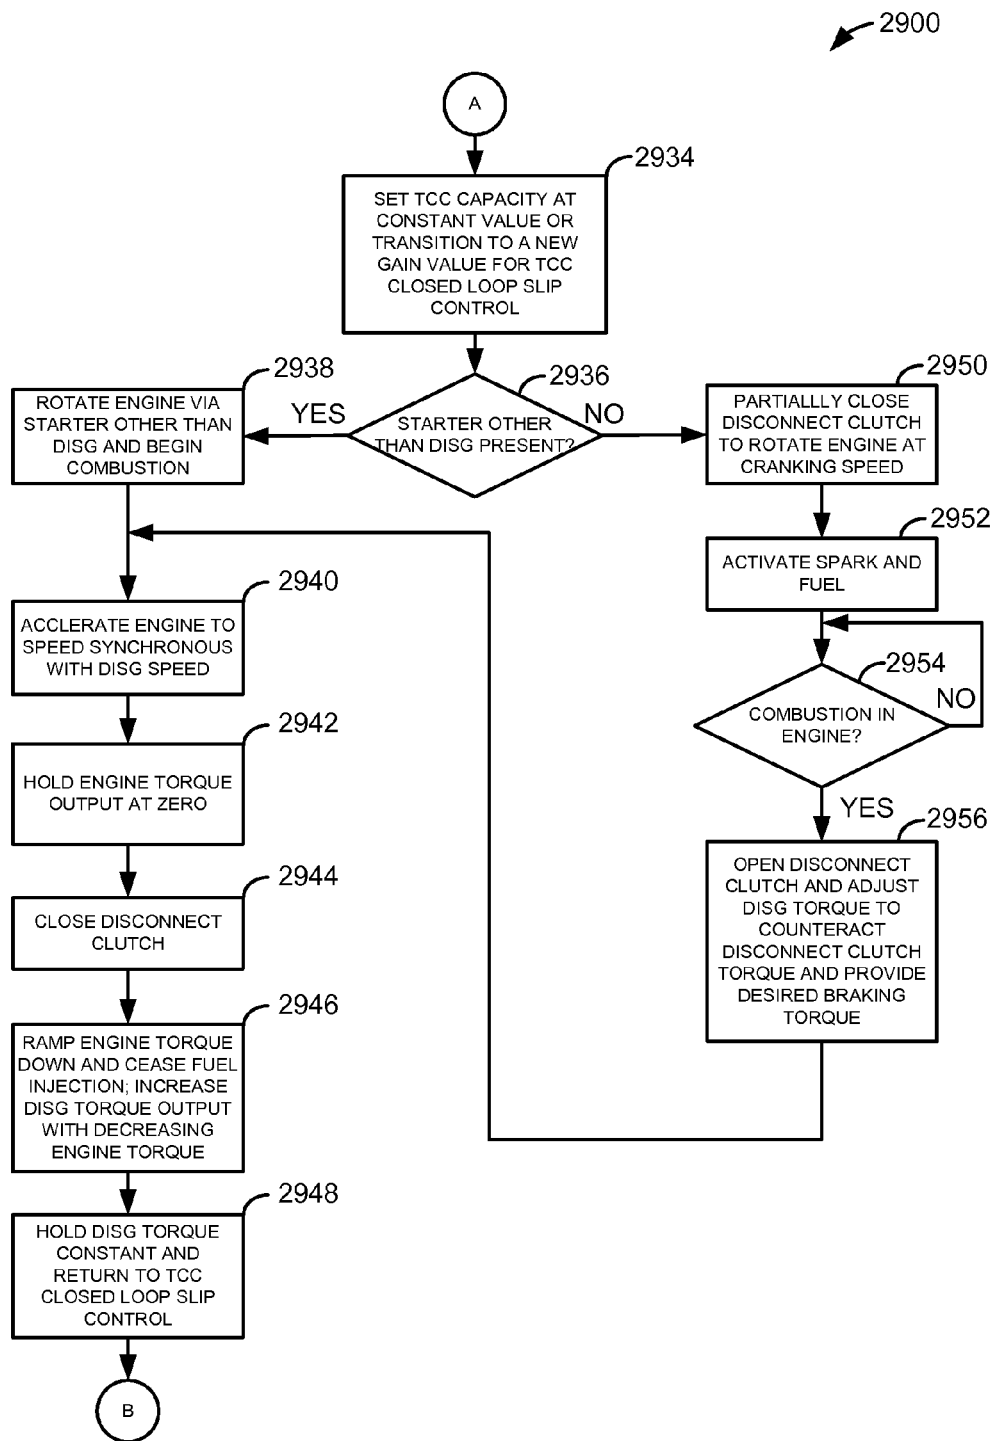 2900
A
2934
SET TCC CAPACITY AT
CONSTANT VALUE OR
TRANSITION TO A NEW
GAIN VALUE FOR TCC
CLOSED LOOP SLIP
CONTROL
2936
STARTER OTHER
THAN DISG PRESENT?
YES
NO
2938
ROTATE ENGINE VIA
STARTER OTHER THAN
DISG AND BEGIN
COMBUSTION
2950
PARTIALLLY CLOSE
DISCONNECT CLUTCH
TO ROTATE ENGINE AT
CRANKING SPEED
2952
ACTIVATE SPARK AND
FUEL
2954
COMBUSTION IN
ENGINE?
NO
YES
2956
OPEN DISCONNECT
CLUTCH AND ADJUST
DISG TORQUE TO
COUNTERACT
DISCONNECT CLUTCH
TORQUE AND PROVIDE
DESIRED BRAKING
TORQUE
2940
ACCLERATE ENGINE TO
SPEED SYNCHRONOUS
WITH DISG SPEED
2942
HOLD ENGINE TORQUE
OUTPUT AT ZERO
2944
CLOSE DISCONNECT
CLUTCH
2946
RAMP ENGINE TORQUE
DOWN AND CEASE FUEL
INJECTION; INCREASE
DISG TORQUE OUTPUT
WITH DECREASING
ENGINE TORQUE
2948
HOLD DISG TORQUE
CONSTANT AND
RETURN TO TCC
CLOSED LOOP SLIP
CONTROL
B